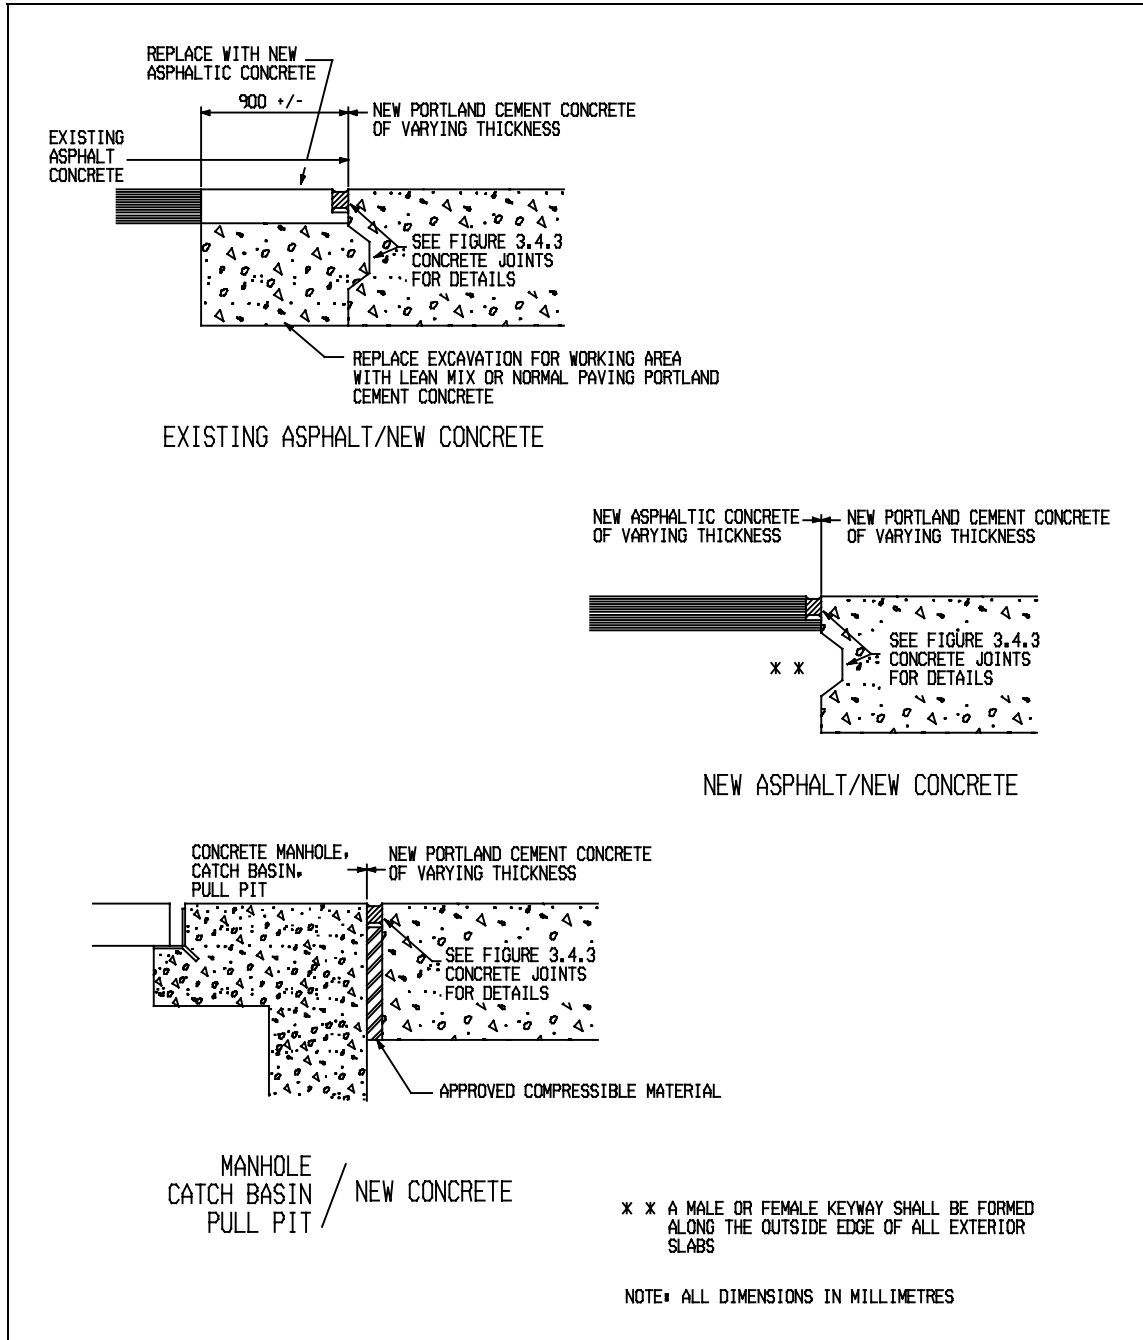 REPLACE WITH NEW
ASPHALTIC CONCRETE
900 +/-
NEW PORTLAND CEMENT CONCRETE
OF VARYING THICKNESS
EXISTING
ASPHALT
CONCRETE
SEE FIGURE 3.4.3
CONCRETE JOINTS
FOR DETAILS
REPLACE EXCAVATION FOR WORKING AREA
WITH LEAN MIX OR NORMAL PAVING PORTLAND
CEMENT CONCRETE
EXISTING ASPHALT/NEW CONCRETE
NEW ASPHALTIC CONCRETE
OF VARYING THICKNESS
NEW PORTLAND CEMENT CONCRETE
OF VARYING THICKNESS
SEE FIGURE 3.4.3
CONCRETE JOINTS
FOR DETAILS
* *
NEW ASPHALT/NEW CONCRETE
CONCRETE MANHOLE,
CATCH BASIN,
PULL PIT
NEW PORTLAND CEMENT CONCRETE
OF VARYING THICKNESS
SEE FIGURE 3.4.3
CONCRETE JOINTS
FOR DETAILS
APPROVED COMPRESSIBLE MATERIAL
MANHOLE
CATCH BASIN
PULL PIT
/ NEW CONCRETE
* * A MALE OR FEMALE KEYWAY SHALL BE FORMED
ALONG THE OUTSIDE EDGE OF ALL EXTERIOR
SLABS
NOTE: ALL DIMENSIONS IN MILLIMETRES